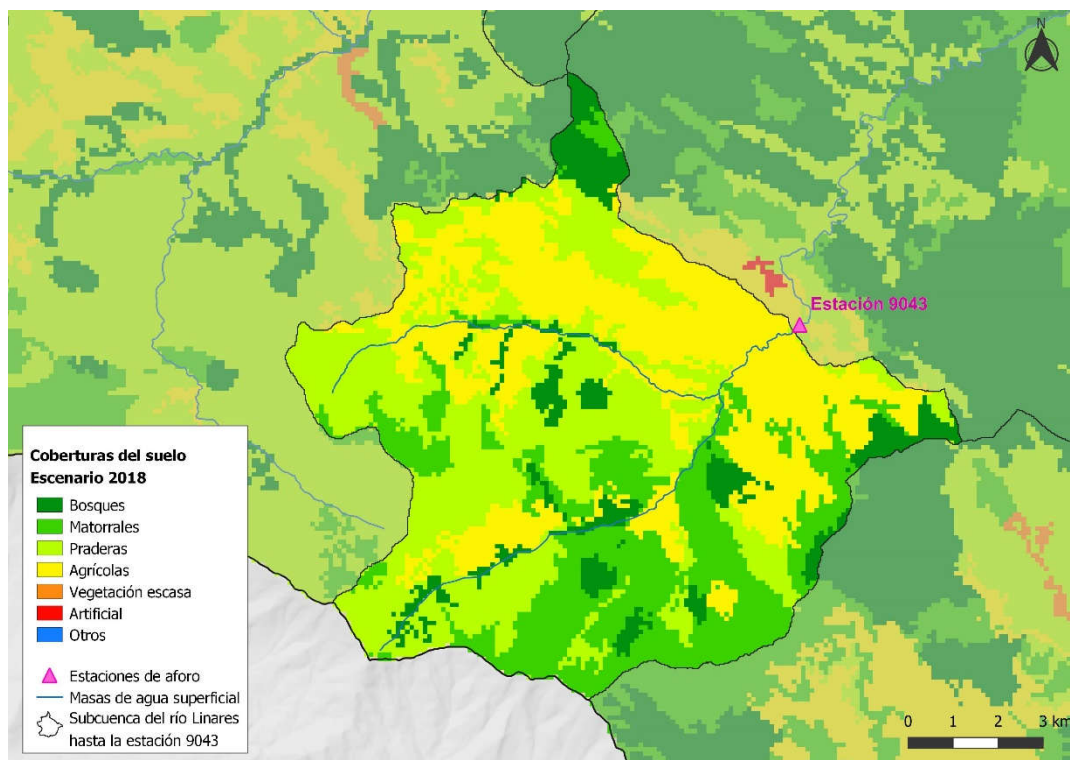 N
Estación 9043
Coberturas del suelo
Escenario 2018
Bosques
Matorrales
Praderas
Agrícolas
Vegetación escasa
Artificial
Otros
Estaciones de aforo
Masas de agua superficial
Subcuenca del río Linares
hasta la estación 9043
0 1 2 3 km